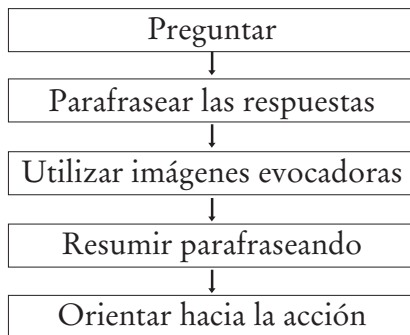 Preguntar
Parafrasear las respuestas
Utilizar imágenes evocadoras
Resumir parafraseando
Orientar hacia la acción